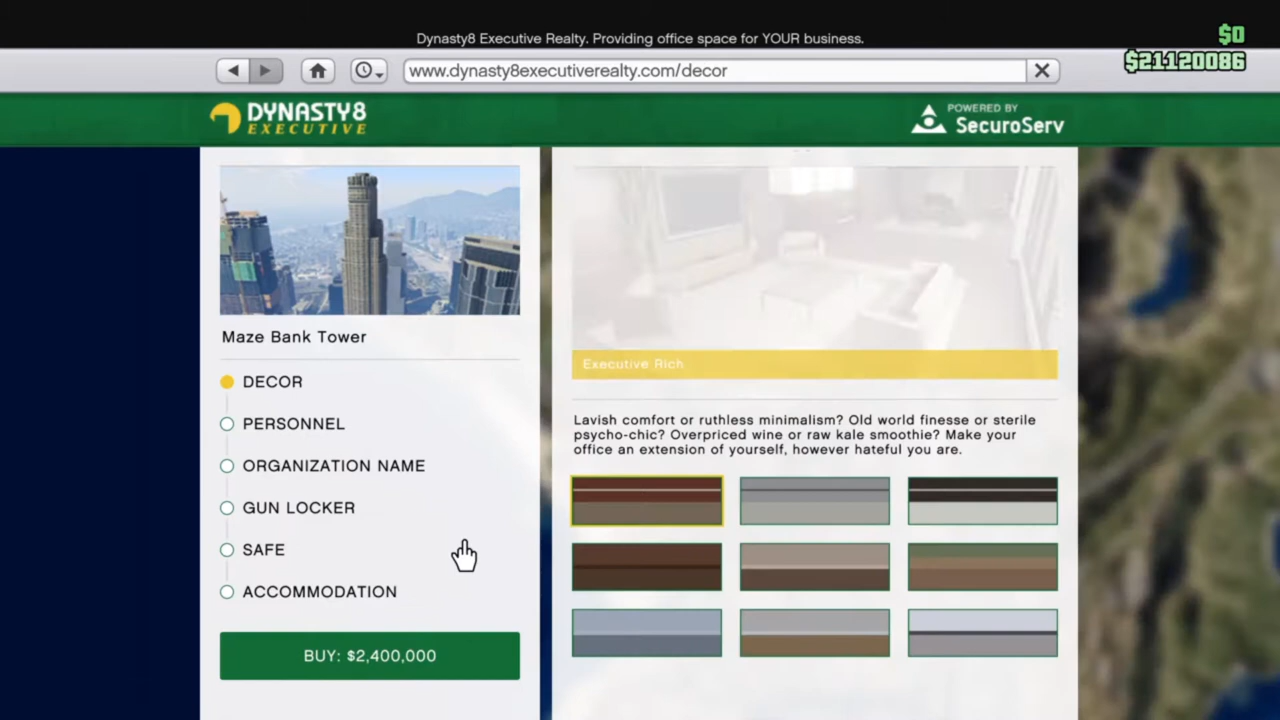 Dynasty8 Executive Realty. Providing office space for YOUR business.
$0
$21120086
www.dynasty8executiverealty.com/decor
DYNASTY8
EXECUTIVE
POWERED BY
SecuroServ
Maze Bank Tower
DECOR
PERSONNEL
ORGANIZATION NAME
GUN LOCKER
SAFE
ACCOMMODATION
BUY: $2,400,000
Executive Rich
Lavish comfort or ruthless minimalism? Old world finesse or sterile
psycho-chic? Overpriced wine or raw kale smoothie? Make your
office an extension of yourself, however hateful you are.